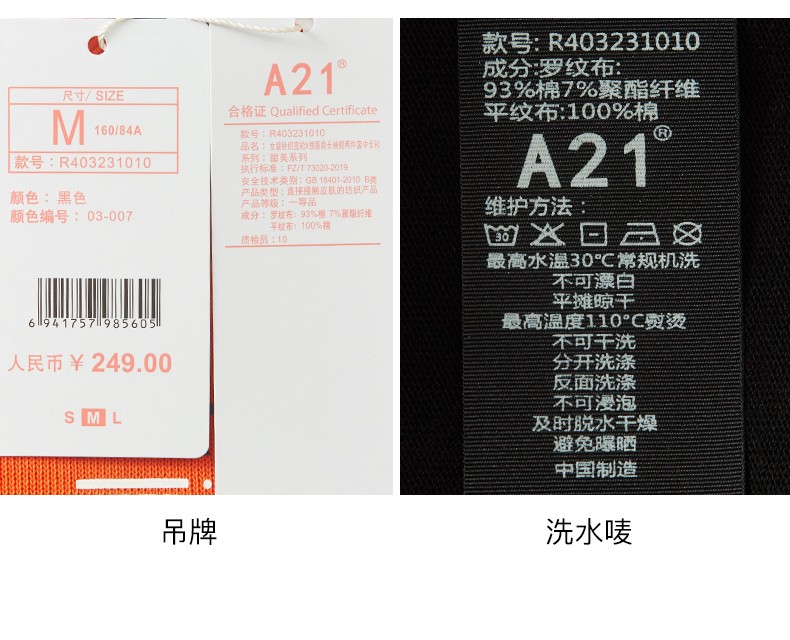 尺寸/ SIZE
M 160/84A
款号：R403231010
颜色：黑色
颜色编号：03-007
6 941757 985605
人民币 ¥ 249.00
S M L
A21®
合格证 Qualified Certificate
款号：R403231010
系列：甜美系列
执行标准：FZ/T 73020-2019
安全技术类别：GB 18401-2010 B类
产品类型：直接接触皮肤的纺织产品
产品等级：一等品
成分：罗纹布：93%棉 7%聚酯纤维
平纹布：100%棉
质检员：10
款号: R403231010
成分:罗纹布:
93%棉7%聚酯纤维
平纹布:100%棉
A21®
维护方法：
30
最高水温30°C常规机洗
不可漂白
平摊晾干
最高温度110°C熨烫
不可干洗
分开洗涤
反面洗涤
不可浸泡
及时脱水干燥
避免曝晒
中国制造
吊牌
洗水唛